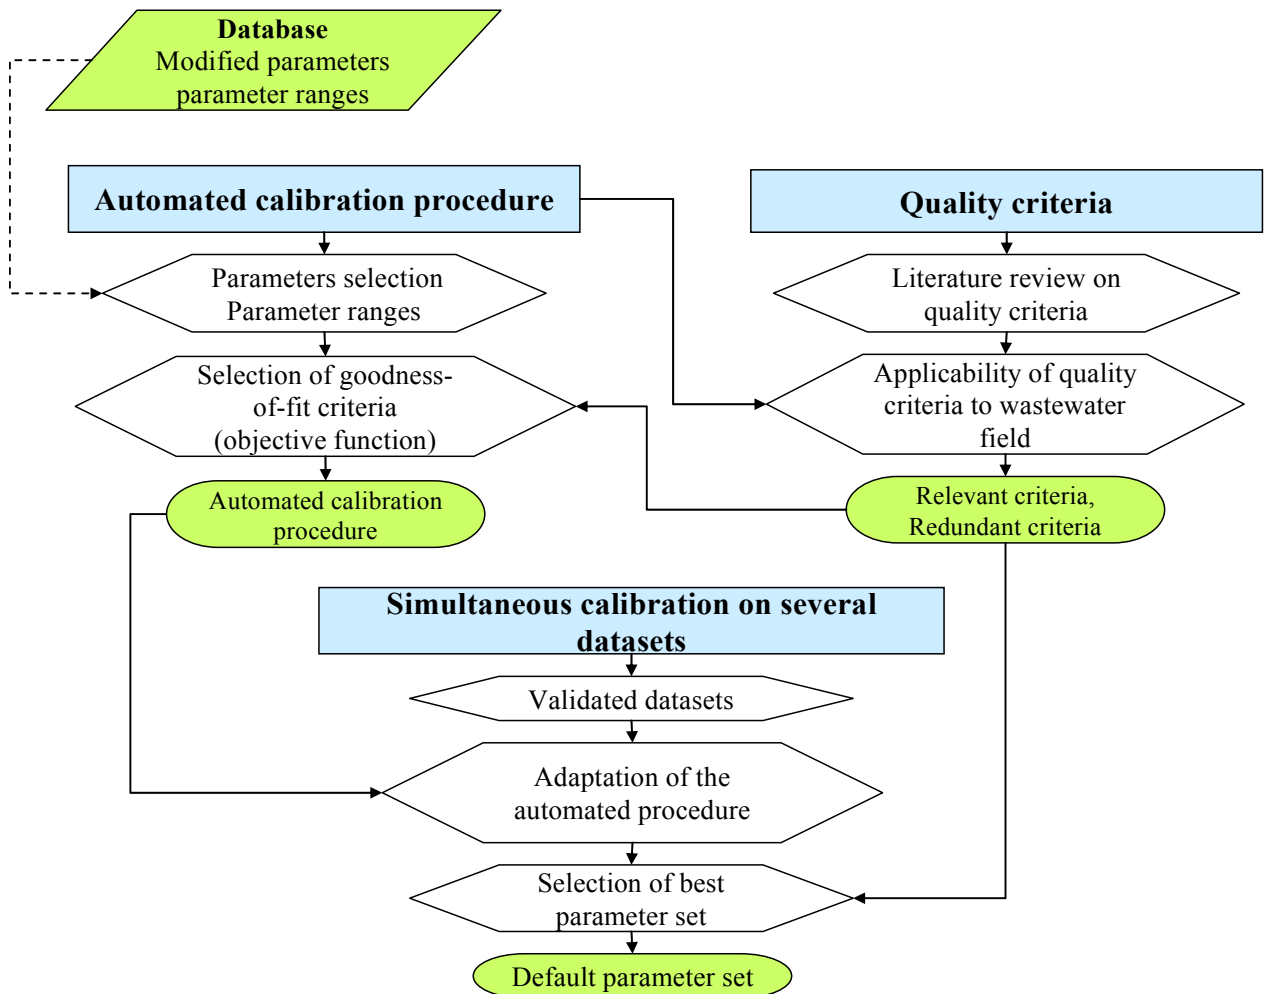 Database
Modified parameters
parameter ranges
Automated calibration procedure
Quality criteria
Parameters selection
Parameter ranges
Literature review on
quality criteria
Selection of goodness-
of-fit criteria
(objective function)
Applicability of quality
criteria to wastewater
field
Automated calibration
procedure
Relevant criteria,
Redundant criteria
Simultaneous calibration on several
datasets
Validated datasets
Adaptation of the
automated procedure
Selection of best
parameter set
Default parameter set